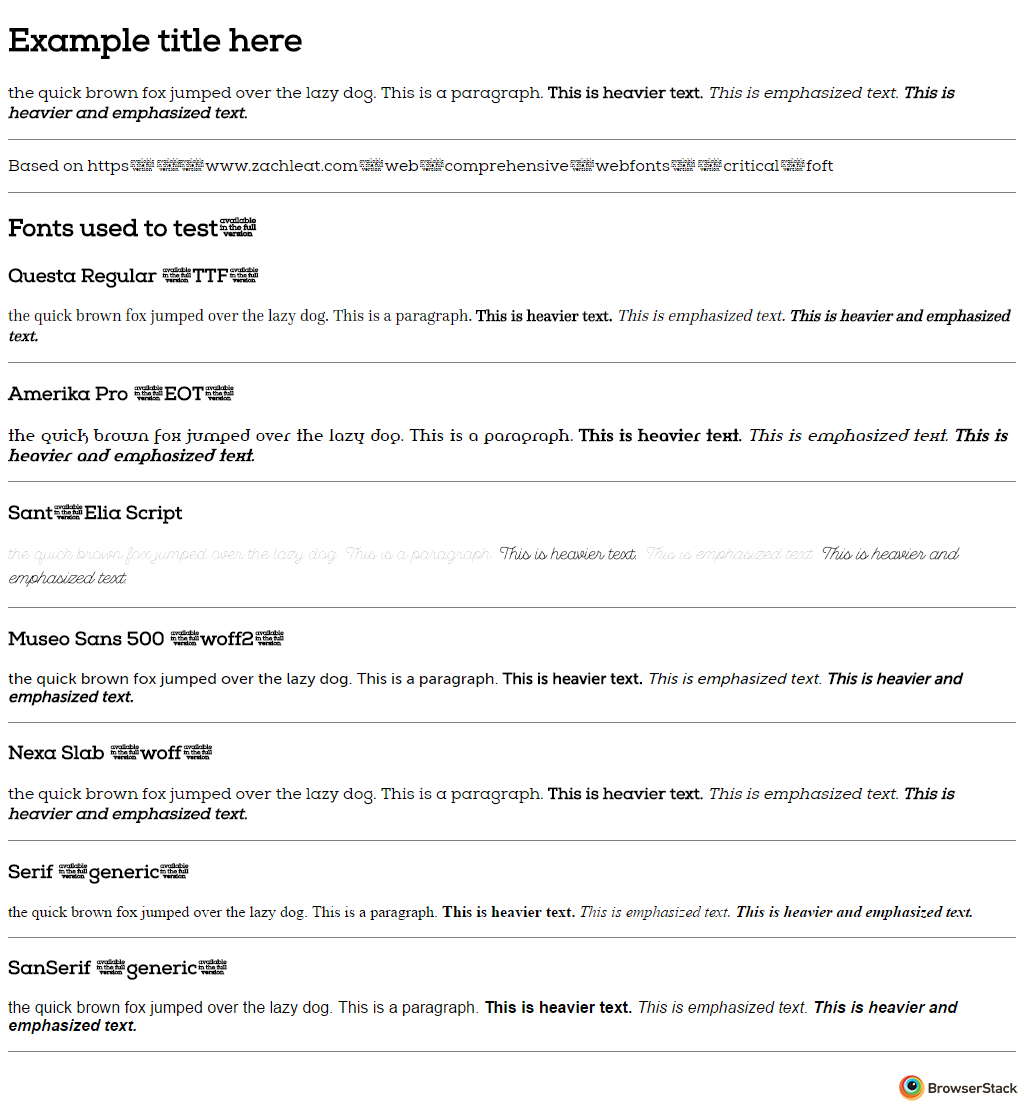 Example title here
the quick brown fox jumped over the lazy dog. This is a paragraph. This is heavier text. This is emphasized text. This is
heavier and emphasized text.
Based on https www.zachleat.com web comprehensive webfonts critical foft
Fonts used to test available in the full version
Questa Regular available in the full version TTF available in the full version
the quick brown fox jumped over the lazy dog. This is a paragraph. This is heavier text. This is emphasized text. This is heavier and emphasized
text.
Amerika Pro available in the full version EOT available in the full version
the quick brown fox jumped over the lazy dog. This is a paragraph. This is heavier text. This is emphasized text. This is
heavier and emphasized text.
Sant available in the full version Elia Script
the quick brown fox jumped over the lazy dog. This is a paragraph. This is heavier text. This is emphasized text. This is heavier and
emphasized text.
Museo Sans 500 available in the full version woff2 available in the full version
the quick brown fox jumped over the lazy dog. This is a paragraph. This is heavier text. This is emphasized text. This is heavier and
emphasized text.
Nexa Slab available in the full version woff available in the full version
the quick brown fox jumped over the lazy dog. This is a paragraph. This is heavier text. This is emphasized text. This is
heavier and emphasized text.
Serif available in the full version generic available in the full version
the quick brown fox jumped over the lazy dog. This is a paragraph. This is heavier text. This is emphasized text. This is heavier and emphasized text.
SanSerif available in the full version generic available in the full version
the quick brown fox jumped over the lazy dog. This is a paragraph. This is heavier text. This is emphasized text. This is heavier and
emphasized text.
BrowserStack